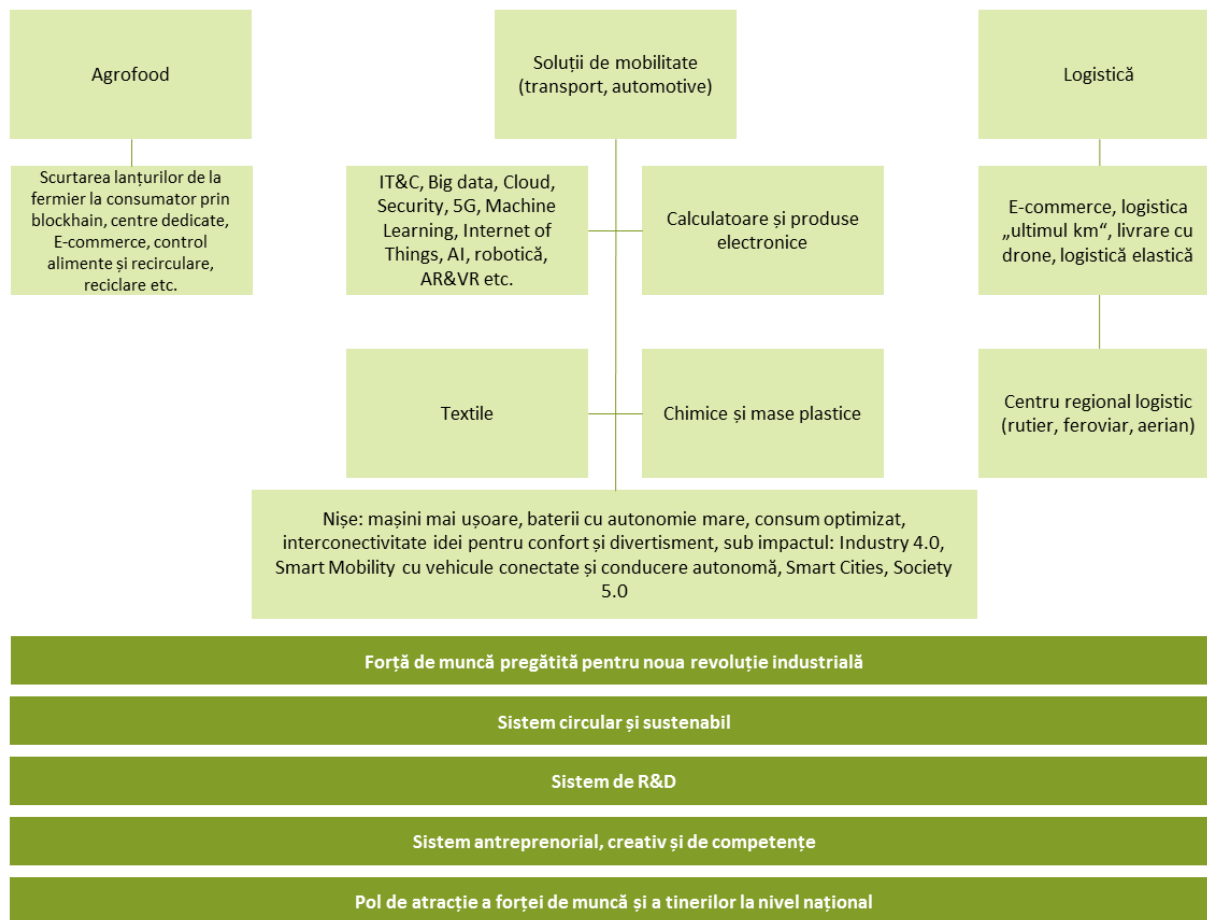 Agrofood
Soluții de mobilitate
(transport, automotive)
Logistică
Scurtarea lanțurilor de la
fermier la consumator prin
blockhain, centre dedicate,
E-commerce, control
alimente și recirculare,
reciclare etc.
IT&C, Big data, Cloud,
Security, 5G, Machine
Learning, Internet of
Things, AI, robotică,
AR&VR etc.
Calculatoare și produse
electronice
E-commerce, logistica
„ultimul km“, livrare cu
drone, logistică elastică
Textile
Chimice și mase plastice
Centru regional logistic
(rutier, feroviar, aerian)
Nișe: mașini mai ușoare, baterii cu autonomie mare, consum optimizat,
interconectivitate idei pentru confort și divertisment, sub impactul: Industry 4.0,
Smart Mobility cu vehicule conectate și conducere autonomă, Smart Cities, Society
5.0
Forță de muncă pregătită pentru noua revoluție industrială
Sistem circular și sustenabil
Sistem de R&D
Sistem antreprenorial, creativ și de competențe
Pol de atracție a forței de muncă și a tinerilor la nivel național